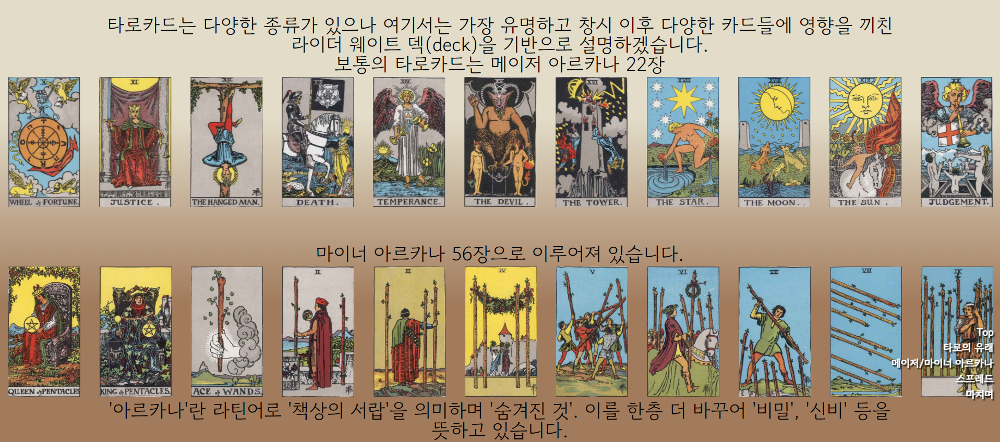 타로카드는 다양한 종류가 있으나 여기서는 가장 유명하고 창시 이후 다양한 카드들에 영향을 끼친
라이더 웨이트 덱(deck)을 기반으로 설명하겠습니다.
보통의 타로카드는 메이저 아르카나 22장
X
XI
XII
XIII
XIV
XV
XVI
XVII
XVIII
XIX
XX
WHEEL of FORTUNE.
JUSTICE .
THE HANGED MAN.
DEATH.
TEMPERANCE.
THE DEVIL .
THE TOWER.
THE STAR .
THE MOON .
THE SUN .
JUDGEMENT.
마이너 아르카나 56장으로 이루어져 있습니다.
II
III
IV
V
VI
VII
VIII
IX
QUEEN of PENTACLES
KING of PENTACLES.
ACE of WANDS.
Top
타로의 유래
메이저/마이너 아르카나
스프레드
마치며
'아르카나'란 라틴어로 '책상의 서랍'을 의미하며 '숨겨진 것'. 이를 한층 더 바꾸어 '비밀', '신비' 등을
뜻하고 있습니다.